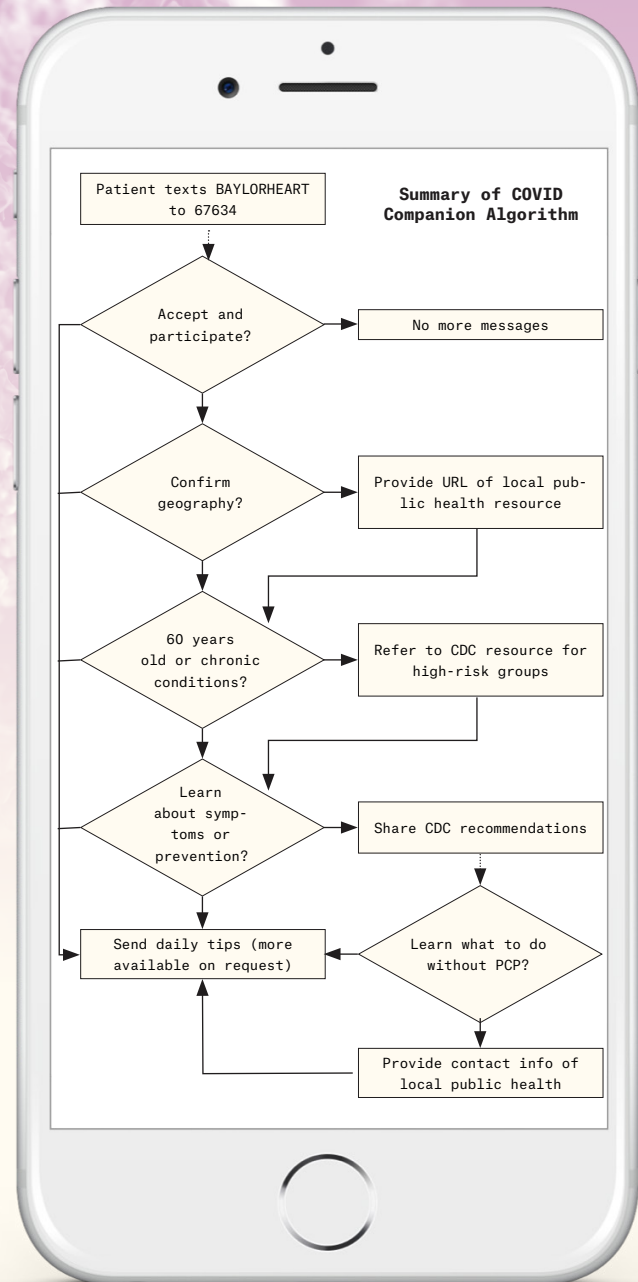 Patient texts BAYLORHEART
to 67634
Summary of COVID
Companion Algorithm
Accept and
participate?
No more messages
Confirm
geography?
Provide URL of local pub-
lic health resource
60 years
old or chronic
conditions?
Refer to CDC resource for
high-risk groups
Learn
about symp-
toms or
prevention?
Share CDC recommendations
Send daily tips (more
available on request)
Learn what to do
without PCP?
Provide contact info of
local public health